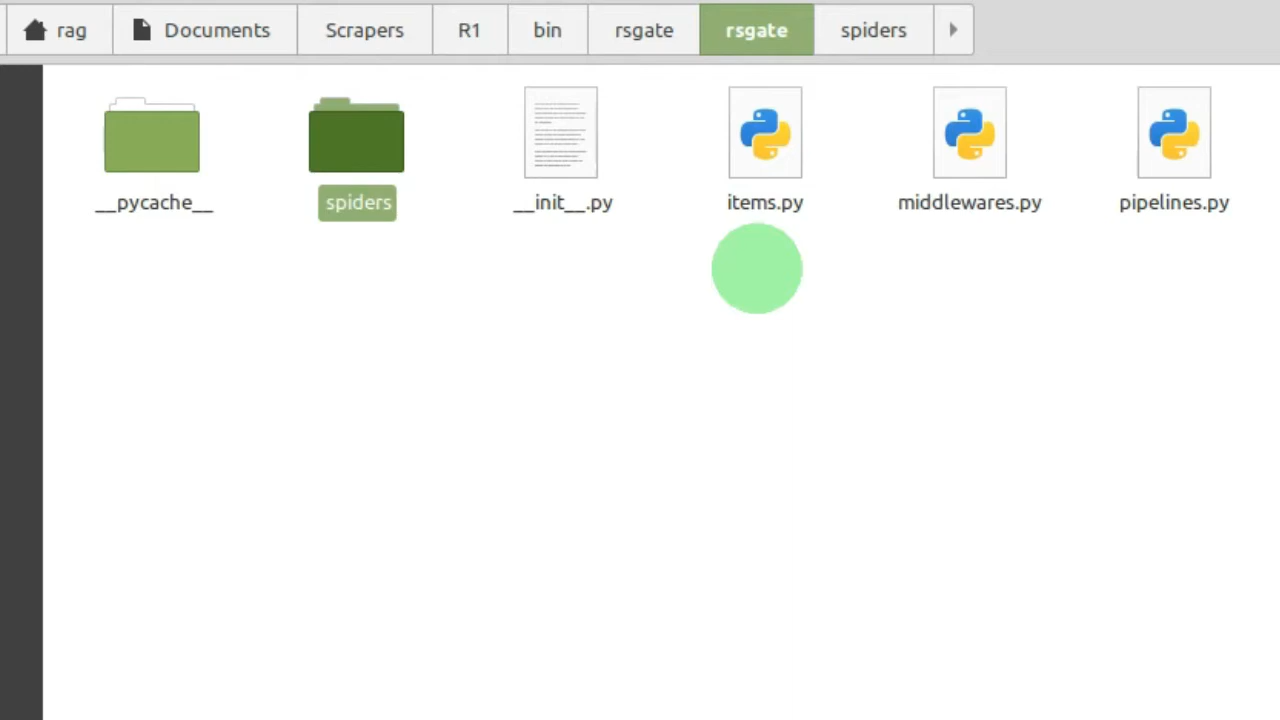 rag Documents Scrapers R1 bin rsgate rsgate spiders
__pycache__ spiders __init__.py items.py middlewares.py pipelines.py